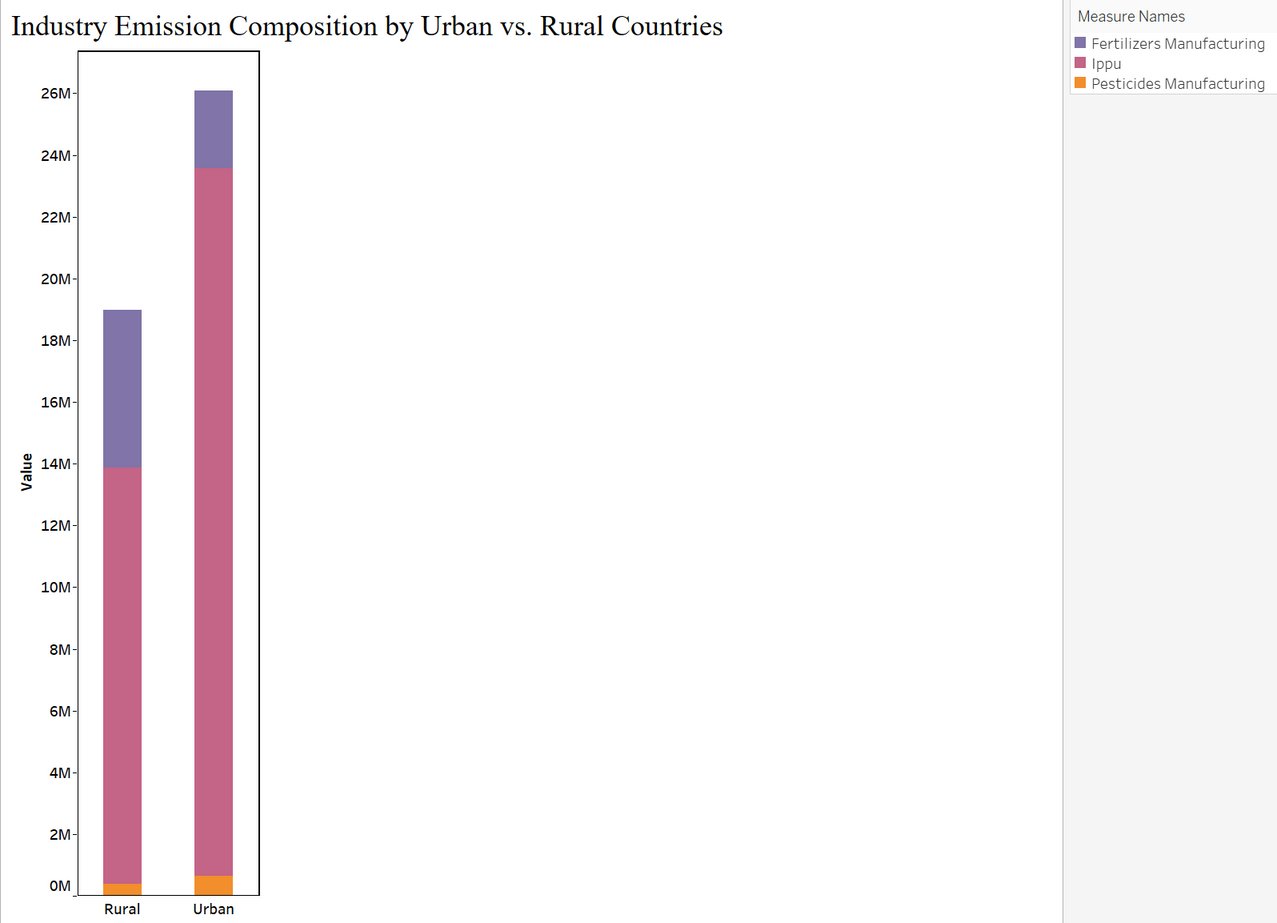 Industry Emission Composition by Urban vs. Rural Countries
Measure Names
Fertilizers Manufacturing
Ippu
Pesticides Manufacturing
Value
26M
24M
22M
20M
18M
16M
14M
12M
10M
8M
6M
4M
2M
0M
Rural
Urban